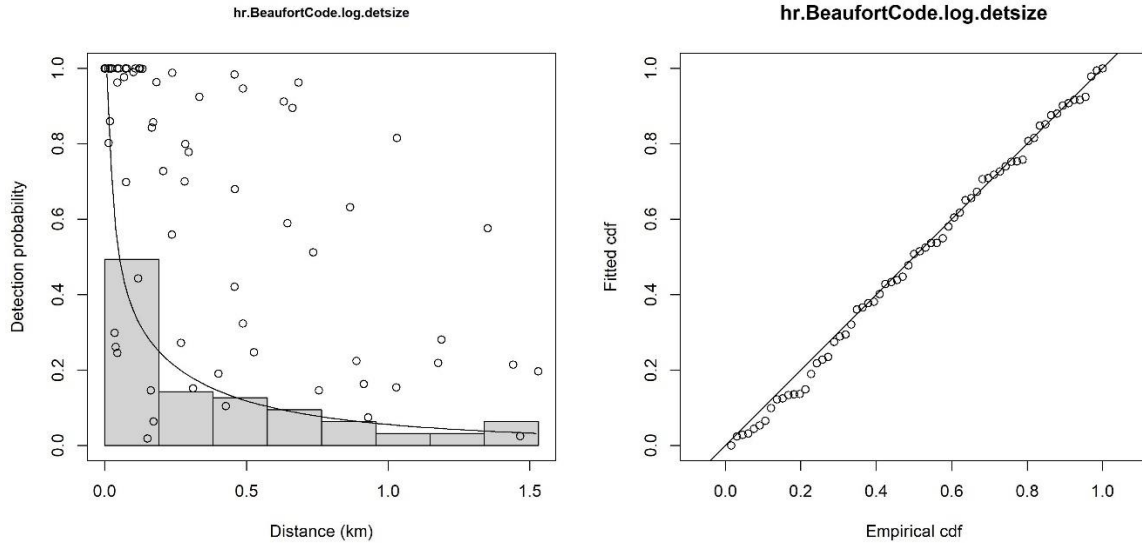 hr.BeaufortCode.log.detsize
Detection probability
1.0
0.8
0.6
0.4
0.2
0.0
0.0 0.5 1.0 1.5
Distance (km)
hr.BeaufortCode.log.detsize
Fitted cdf
1.0
0.8
0.6
0.4
0.2
0.0
0.0 0.2 0.4 0.6 0.8 1.0
Empirical cdf